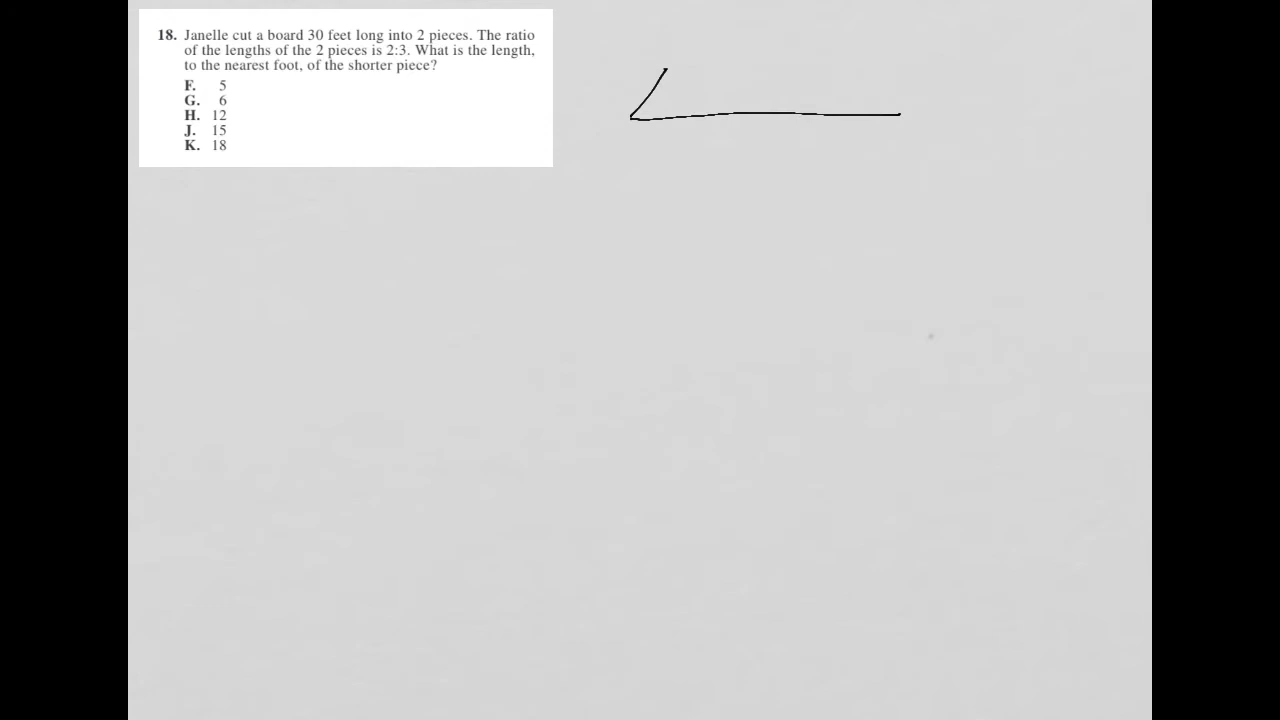 18. Janelle cut a board 30 feet long into 2 pieces. The ratio
of the lengths of the 2 pieces is 2:3. What is the length,
to the nearest foot, of the shorter piece?
F. 5
G. 6
H. 12
J. 15
K. 18